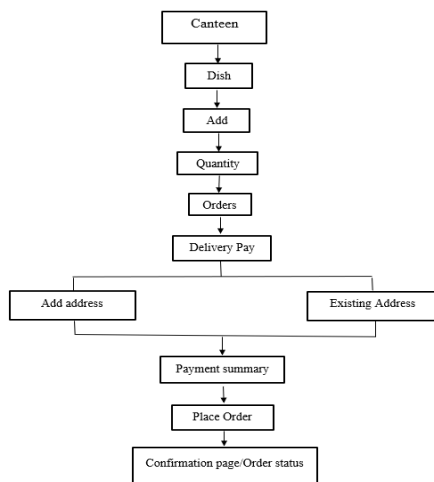 Canteen
Dish
Add
Quantity
Orders
Delivery Pay
Add address
Existing Address
Payment summary
Place Order
Confirmation page/Order status